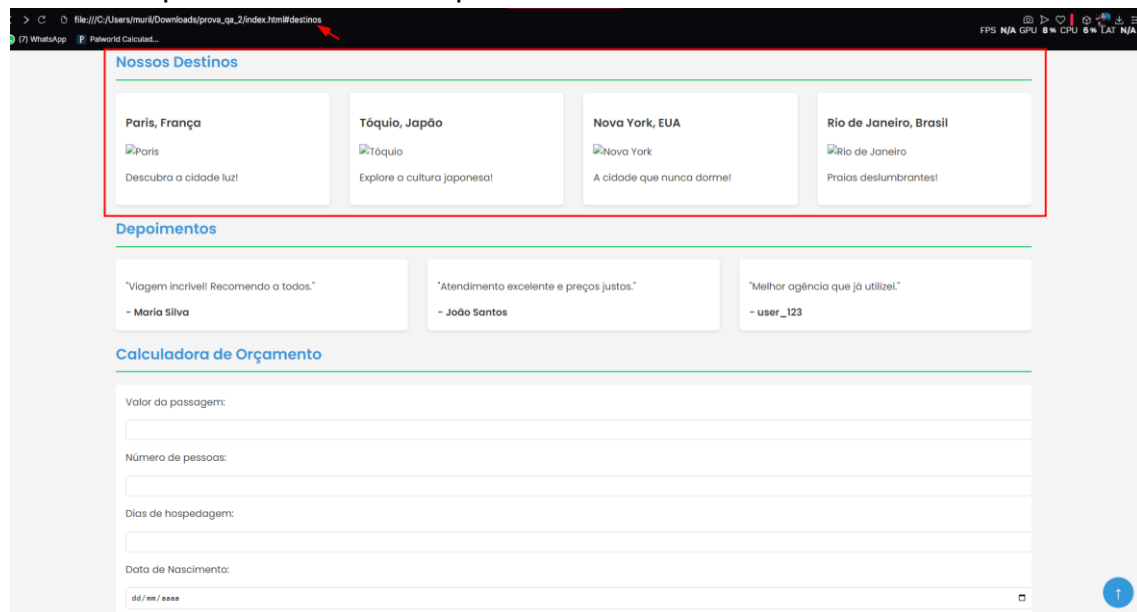 file:///C:/Users/muril/Downloads/prova_qa_2/index.html#destinos
FPS N/A GPU 8% CPU 6% LAT N/A
(7) WhatsApp P Palworld Calculad...
Nossos Destinos
Paris, França
Tóquio, Japão
Nova York, EUA
Rio de Janeiro, Brasil
Paris
Tóquio
Nova York
Rio de Janeiro
Descubra a cidade luz!
Explore a cultura japonesa!
A cidade que nunca dorme!
Praias deslumbrantes!
Depoimentos
"Viagem incrível! Recomendo a todos."
"Atendimento excelente e preços justos."
"Melhor agência que já utilizei."
- Maria Silva
- João Santos
- user_123
Calculadora de Orçamento
Valor da passagem:
Número de pessoas:
Dias de hospedagem:
Data de Nascimento:
dd/mm/aaaa